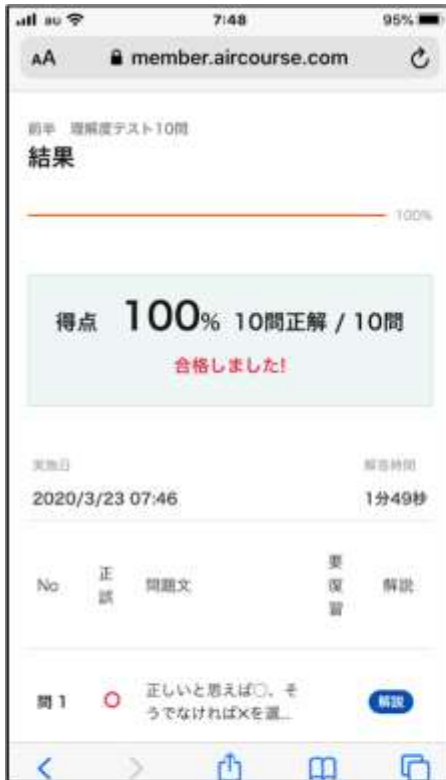 au 7:48 95%
AA member.aircourse.com
前半 理解度テスト10問
結果
100%
得点 100% 10問正解 / 10問
合格しました!
実施日 解答時間
2020/3/23 07:46 1分49秒
No 正誤 問題文 要復習 解説
問1 ○ 正しいと思えば○、そ
うでなければ×を選... 解説